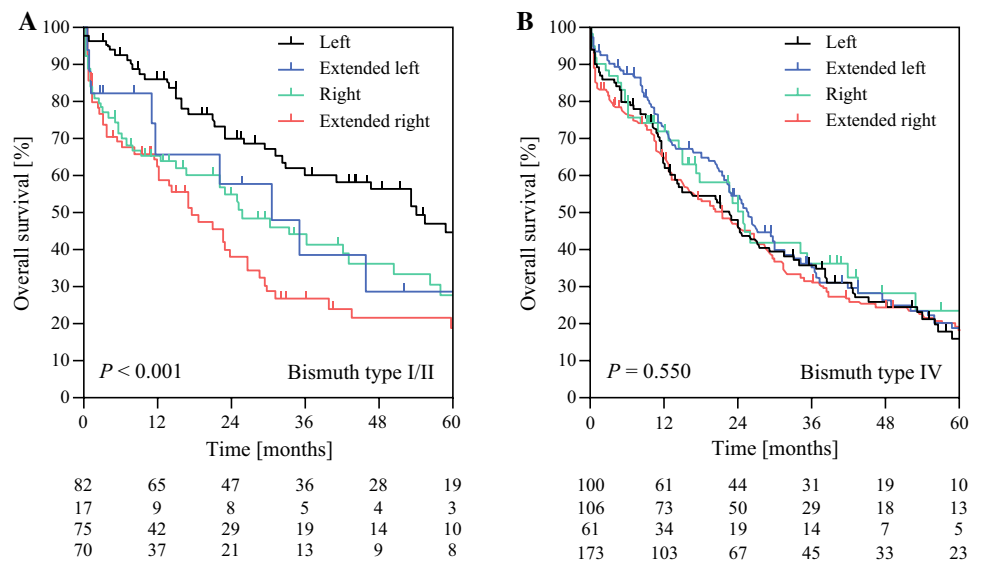 A
100
90
80
70
60
50
40
30
20
10
0
Overall survival [%]
Left
Extended left
Right
Extended right
P < 0.001
Bismuth type I/II
0 12 24 36 48 60
Time [months]
82 65 47 36 28 19
17 9 8 5 4 3
75 42 29 19 14 10
70 37 21 13 9 8
B
100
90
80
70
60
50
40
30
20
10
0
Overall survival [%]
Left
Extended left
Right
Extended right
P = 0.550
Bismuth type IV
0 12 24 36 48 60
Time [months]
100 61 44 31 19 10
106 73 50 29 18 13
61 34 19 14 7 5
173 103 67 45 33 23